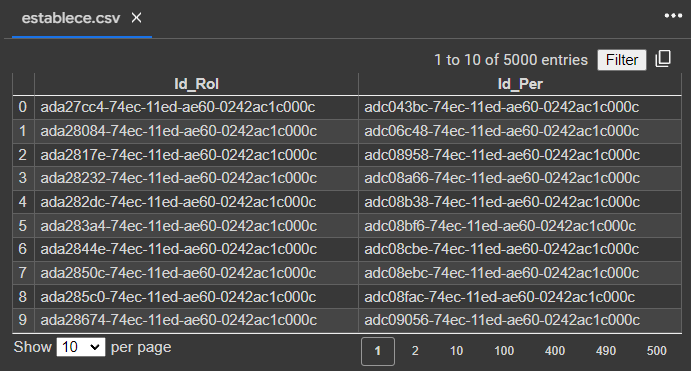 establece.csv ×
1 to 10 of 5000 entries Filter
Id_Rol Id_Per
0 ada27cc4-74ec-11ed-ae60-0242ac1c000c adc043bc-74ec-11ed-ae60-0242ac1c000c
1 ada28084-74ec-11ed-ae60-0242ac1c000c adc06c48-74ec-11ed-ae60-0242ac1c000c
2 ada2817e-74ec-11ed-ae60-0242ac1c000c adc08958-74ec-11ed-ae60-0242ac1c000c
3 ada28232-74ec-11ed-ae60-0242ac1c000c adc08a66-74ec-11ed-ae60-0242ac1c000c
4 ada282dc-74ec-11ed-ae60-0242ac1c000c adc08b38-74ec-11ed-ae60-0242ac1c000c
5 ada283a4-74ec-11ed-ae60-0242ac1c000c adc08bf6-74ec-11ed-ae60-0242ac1c000c
6 ada2844e-74ec-11ed-ae60-0242ac1c000c adc08cbe-74ec-11ed-ae60-0242ac1c000c
7 ada2850c-74ec-11ed-ae60-0242ac1c000c adc08ebc-74ec-11ed-ae60-0242ac1c000c
8 ada285c0-74ec-11ed-ae60-0242ac1c000c adc08fac-74ec-11ed-ae60-0242ac1c000c
9 ada28674-74ec-11ed-ae60-0242ac1c000c adc09056-74ec-11ed-ae60-0242ac1c000c
Show 10 per page 1 2 10 100 400 490 500